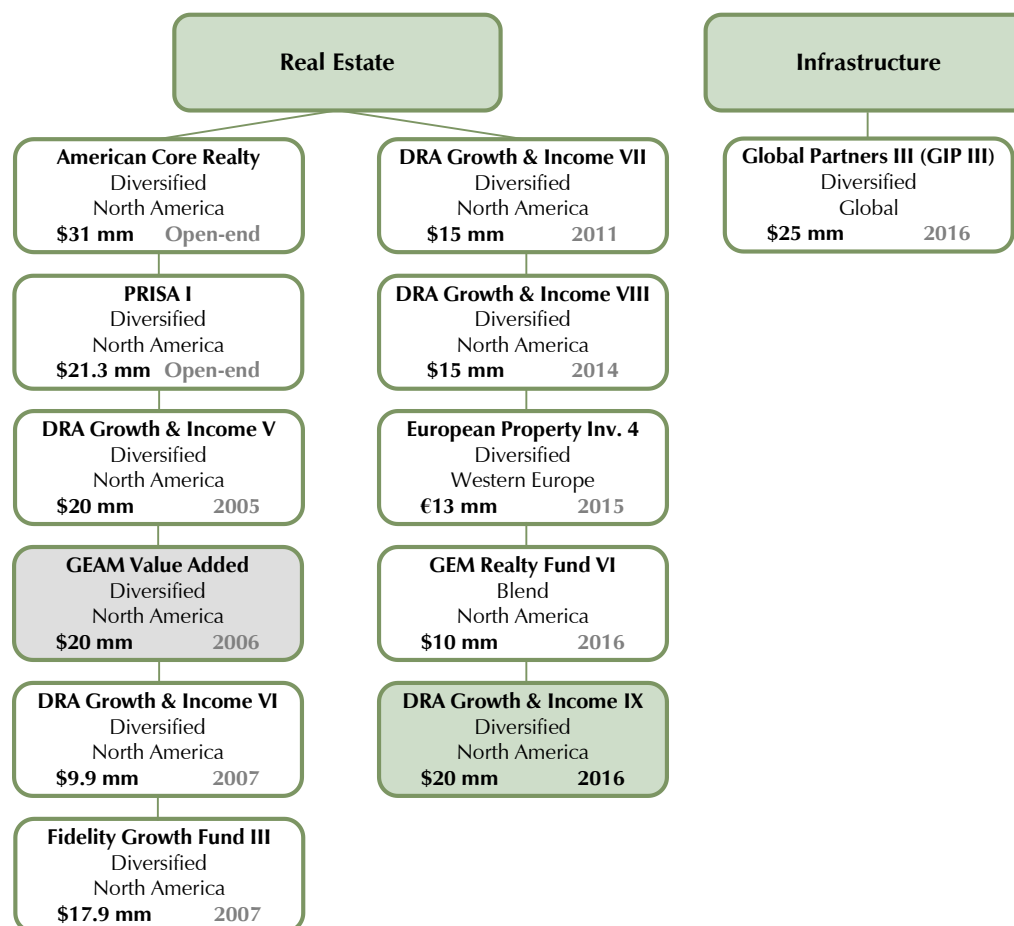 Real Estate
Infrastructure
American Core Realty
Diversified
North America
$31 mm Open-end
PRISA I
Diversified
North America
$21.3 mm Open-end
DRA Growth & Income V
Diversified
North America
$20 mm 2005
GEAM Value Added
Diversified
North America
$20 mm 2006
DRA Growth & Income VI
Diversified
North America
$9.9 mm 2007
Fidelity Growth Fund III
Diversified
North America
$17.9 mm 2007
DRA Growth & Income VII
Diversified
North America
$15 mm 2011
DRA Growth & Income VIII
Diversified
North America
$15 mm 2014
European Property Inv. 4
Diversified
Western Europe
€13 mm 2015
GEM Realty Fund VI
Blend
North America
$10 mm 2016
DRA Growth & Income IX
Diversified
North America
$20 mm 2016
Global Partners III (GIP III)
Diversified
Global
$25 mm 2016